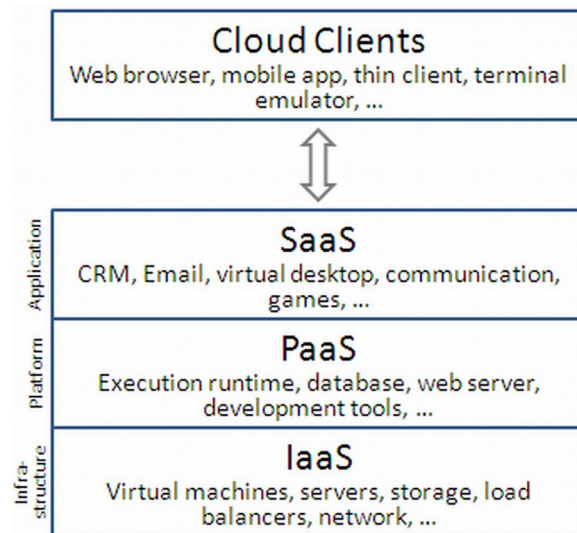 Cloud Clients
Web browser, mobile app, thin client, terminal
emulator, ...
Application
SaaS
CRM, Email, virtual desktop, communication,
games, ...
Platform
PaaS
Execution runtime, database, web server,
development tools, ...
Infra-
structure
IaaS
Virtual machines, servers, storage, load
balancers, network, ...